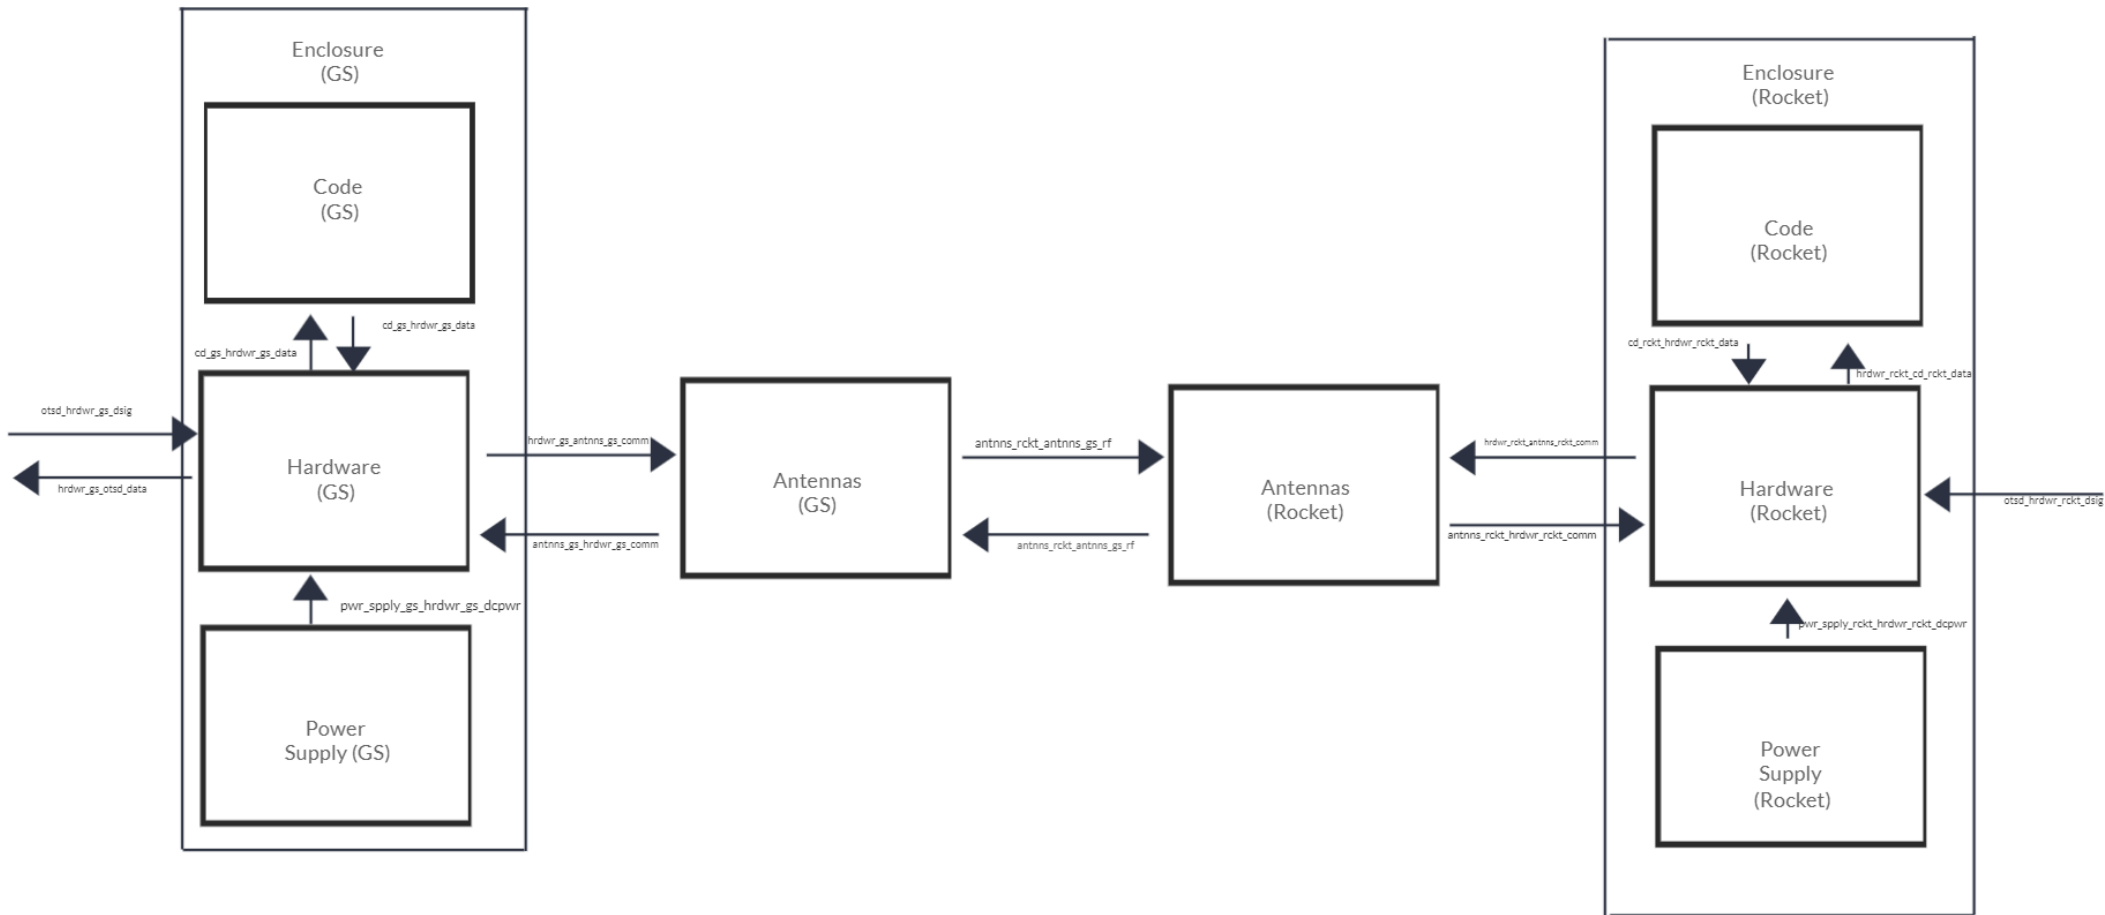 Enclosure
(GS)
Code
(GS)
cd_gs_hrdwr_gs_data
cd_gs_hrdwr_gs_data
otsd_hrdwr_gs_dsig
hrdwr_gs_otsd_data
Hardware
(GS)
hrdwr_gs_antnns_gs_comm
antnns_gs_hrdwr_gs_comm
pwr_spply_gs_hrdwr_gs_dcpwr
Power
Supply (GS)
Antennas
(GS)
antnns_rckt_antnns_gs_rf
antnns_rckt_antnns_gs_rf
Antennas
(Rocket)
hrdwr_rckt_antnns_rckt_comm
antnns_rckt_hrdwr_rckt_comm
Enclosure
(Rocket)
Code
(Rocket)
cd_rckt_hrdwr_rckt_data
hrdwr_rckt_cd_rckt_data
Hardware
(Rocket)
otsd_hrdwr_rckt_dsig
pwr_spply_rckt_hrdwr_rckt_dcpwr
Power
Supply
(Rocket)